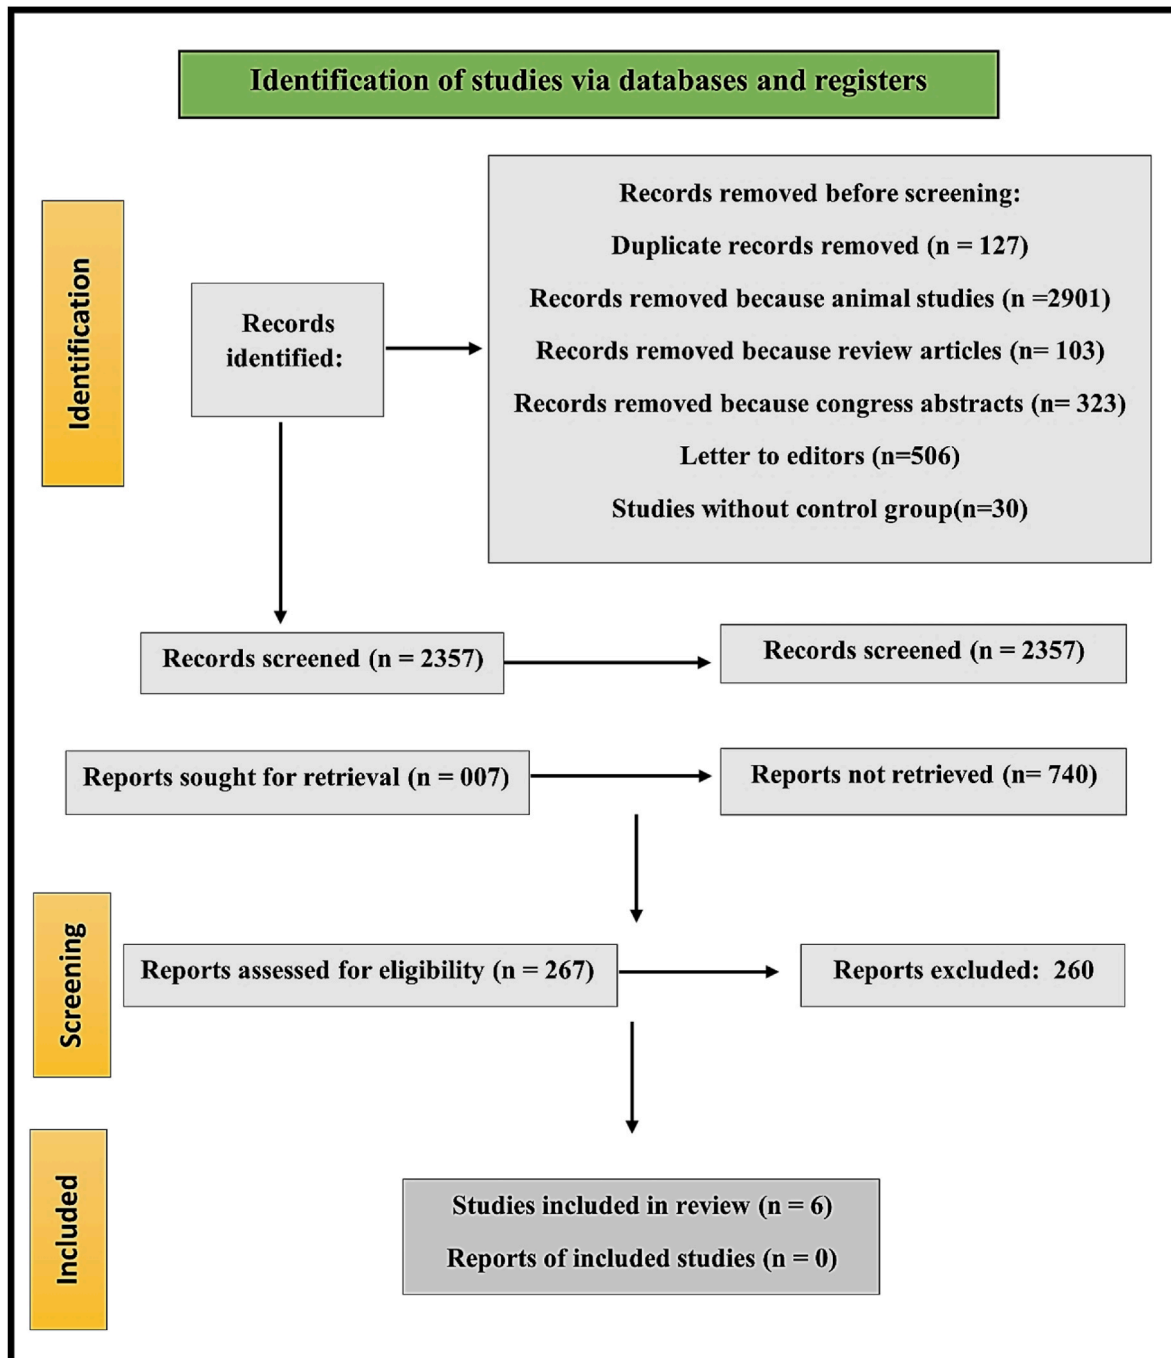 Identification of studies via databases and registers
Identification
Records
identified:
Records removed before screening:
Duplicate records removed (n = 127)
Records removed because animal studies (n =2901)
Records removed because review articles (n= 103)
Records removed because congress abstracts (n= 323)
Letter to editors (n=506)
Studies without control group(n=30)
Records screened (n = 2357)
Records screened (n = 2357)
Reports sought for retrieval (n = 007)
Reports not retrieved (n= 740)
Screening
Reports assessed for eligibility (n = 267)
Reports excluded: 260
Included
Studies included in review (n = 6)
Reports of included studies (n = 0)